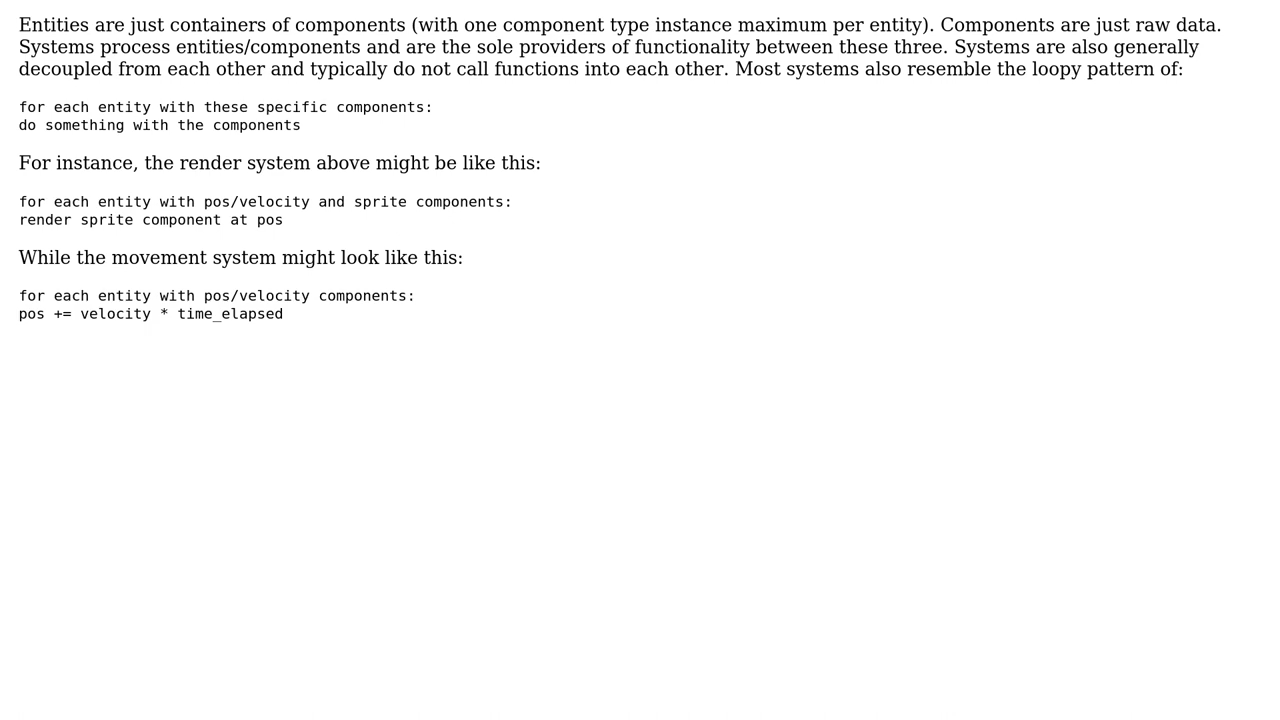 Entities are just containers of components (with one component type instance maximum per entity). Components are just raw data.
Systems process entities/components and are the sole providers of functionality between these three. Systems are also generally
decoupled from each other and typically do not call functions into each other. Most systems also resemble the loopy pattern of:
for each entity with these specific components:
do something with the components
For instance, the render system above might be like this:
for each entity with pos/velocity and sprite components:
render sprite component at pos
While the movement system might look like this:
for each entity with pos/velocity components:
pos += velocity * time_elapsed